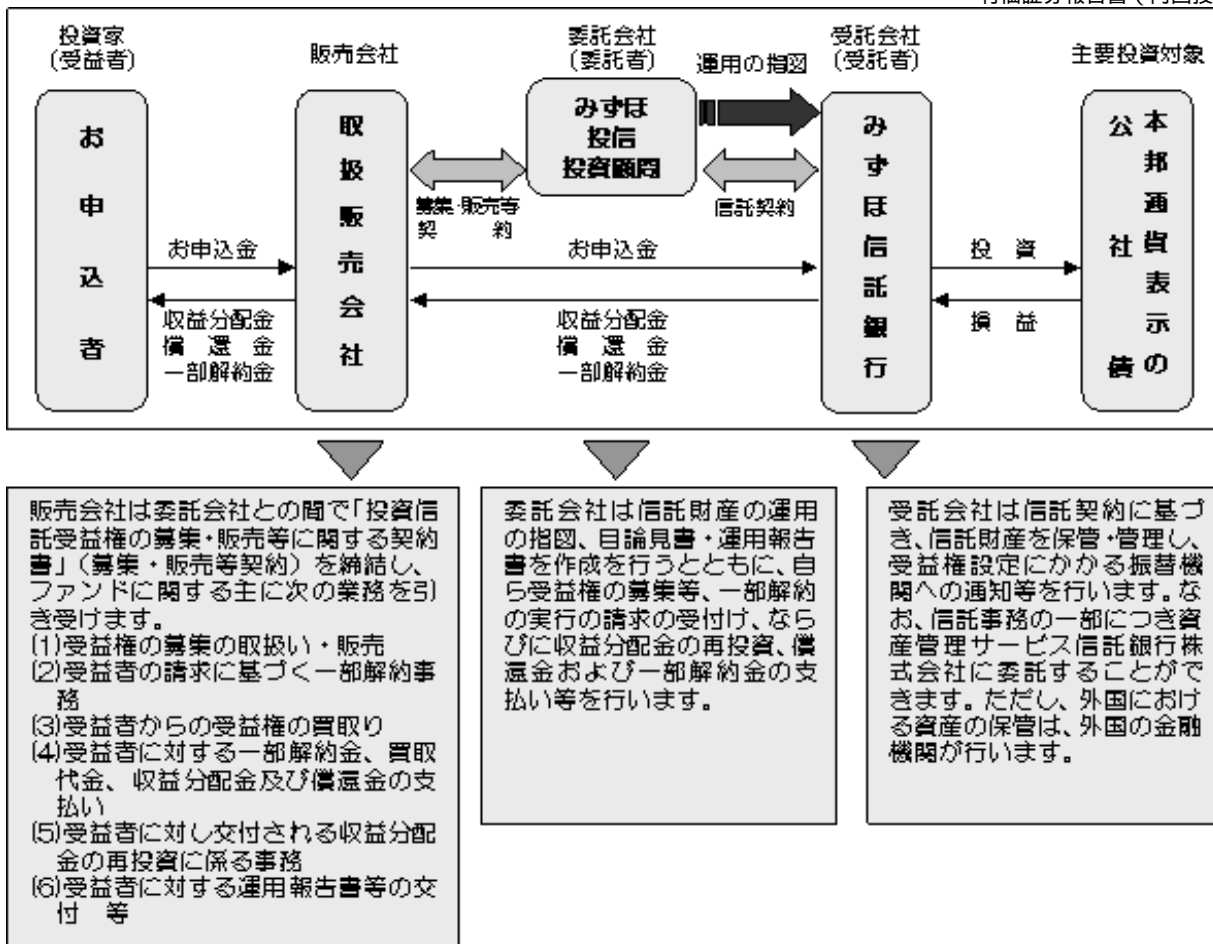 投資家
(受益者)
販売会社
委託会社
(委託者)
運用の指図
受託会社
(受託者)
主要投資対象
お申込者
取扱販売会社
みずほ
投信
投資顧問
みずほ信託銀行
本邦通貨表示の
公社債
募集・販売等
契約
信託契約
お申込金
お申込金
投資
収益分配金
償還金
一部解約金
収益分配金
償還金
一部解約金
損益
販売会社は委託会社との間で「投資信
託受益権の募集・販売等に関する契約
書」(募集・販売等契約)を締結し、
ファンドに関する主に次の業務を引
き受けます。
(1)受益権の募集の取扱い・販売
(2)受益者の請求に基づく一部解約事
務
(3)受益者からの受益権の買取り
(4)受益者に対する一部解約金、買取
代金、収益分配金及び償還金の支
払い
(5)受益者に対し交付される収益分配
金の再投資に係る事務
(6)受益者に対する運用報告書等の交
付 等
委託会社は信託財産の運用
の指図、目論見書・運用報告
書を作成を行うとともに、自
ら受益権の募集等、一部解約
の実行の請求の受付け、なら
びに収益分配金の再投資、償
還金および一部解約金の支
払い等を行います。
受託会社は信託契約に基づ
き、信託財産を保管・管理し、
受益権設定にかかる振替機
関への通知等を行います。な
お、信託事務の一部につき資
産管理サービス信託銀行株
式会社に委託することがで
きます。ただし、外国におけ
る資産の保管は、外国の金融
機関が行います。